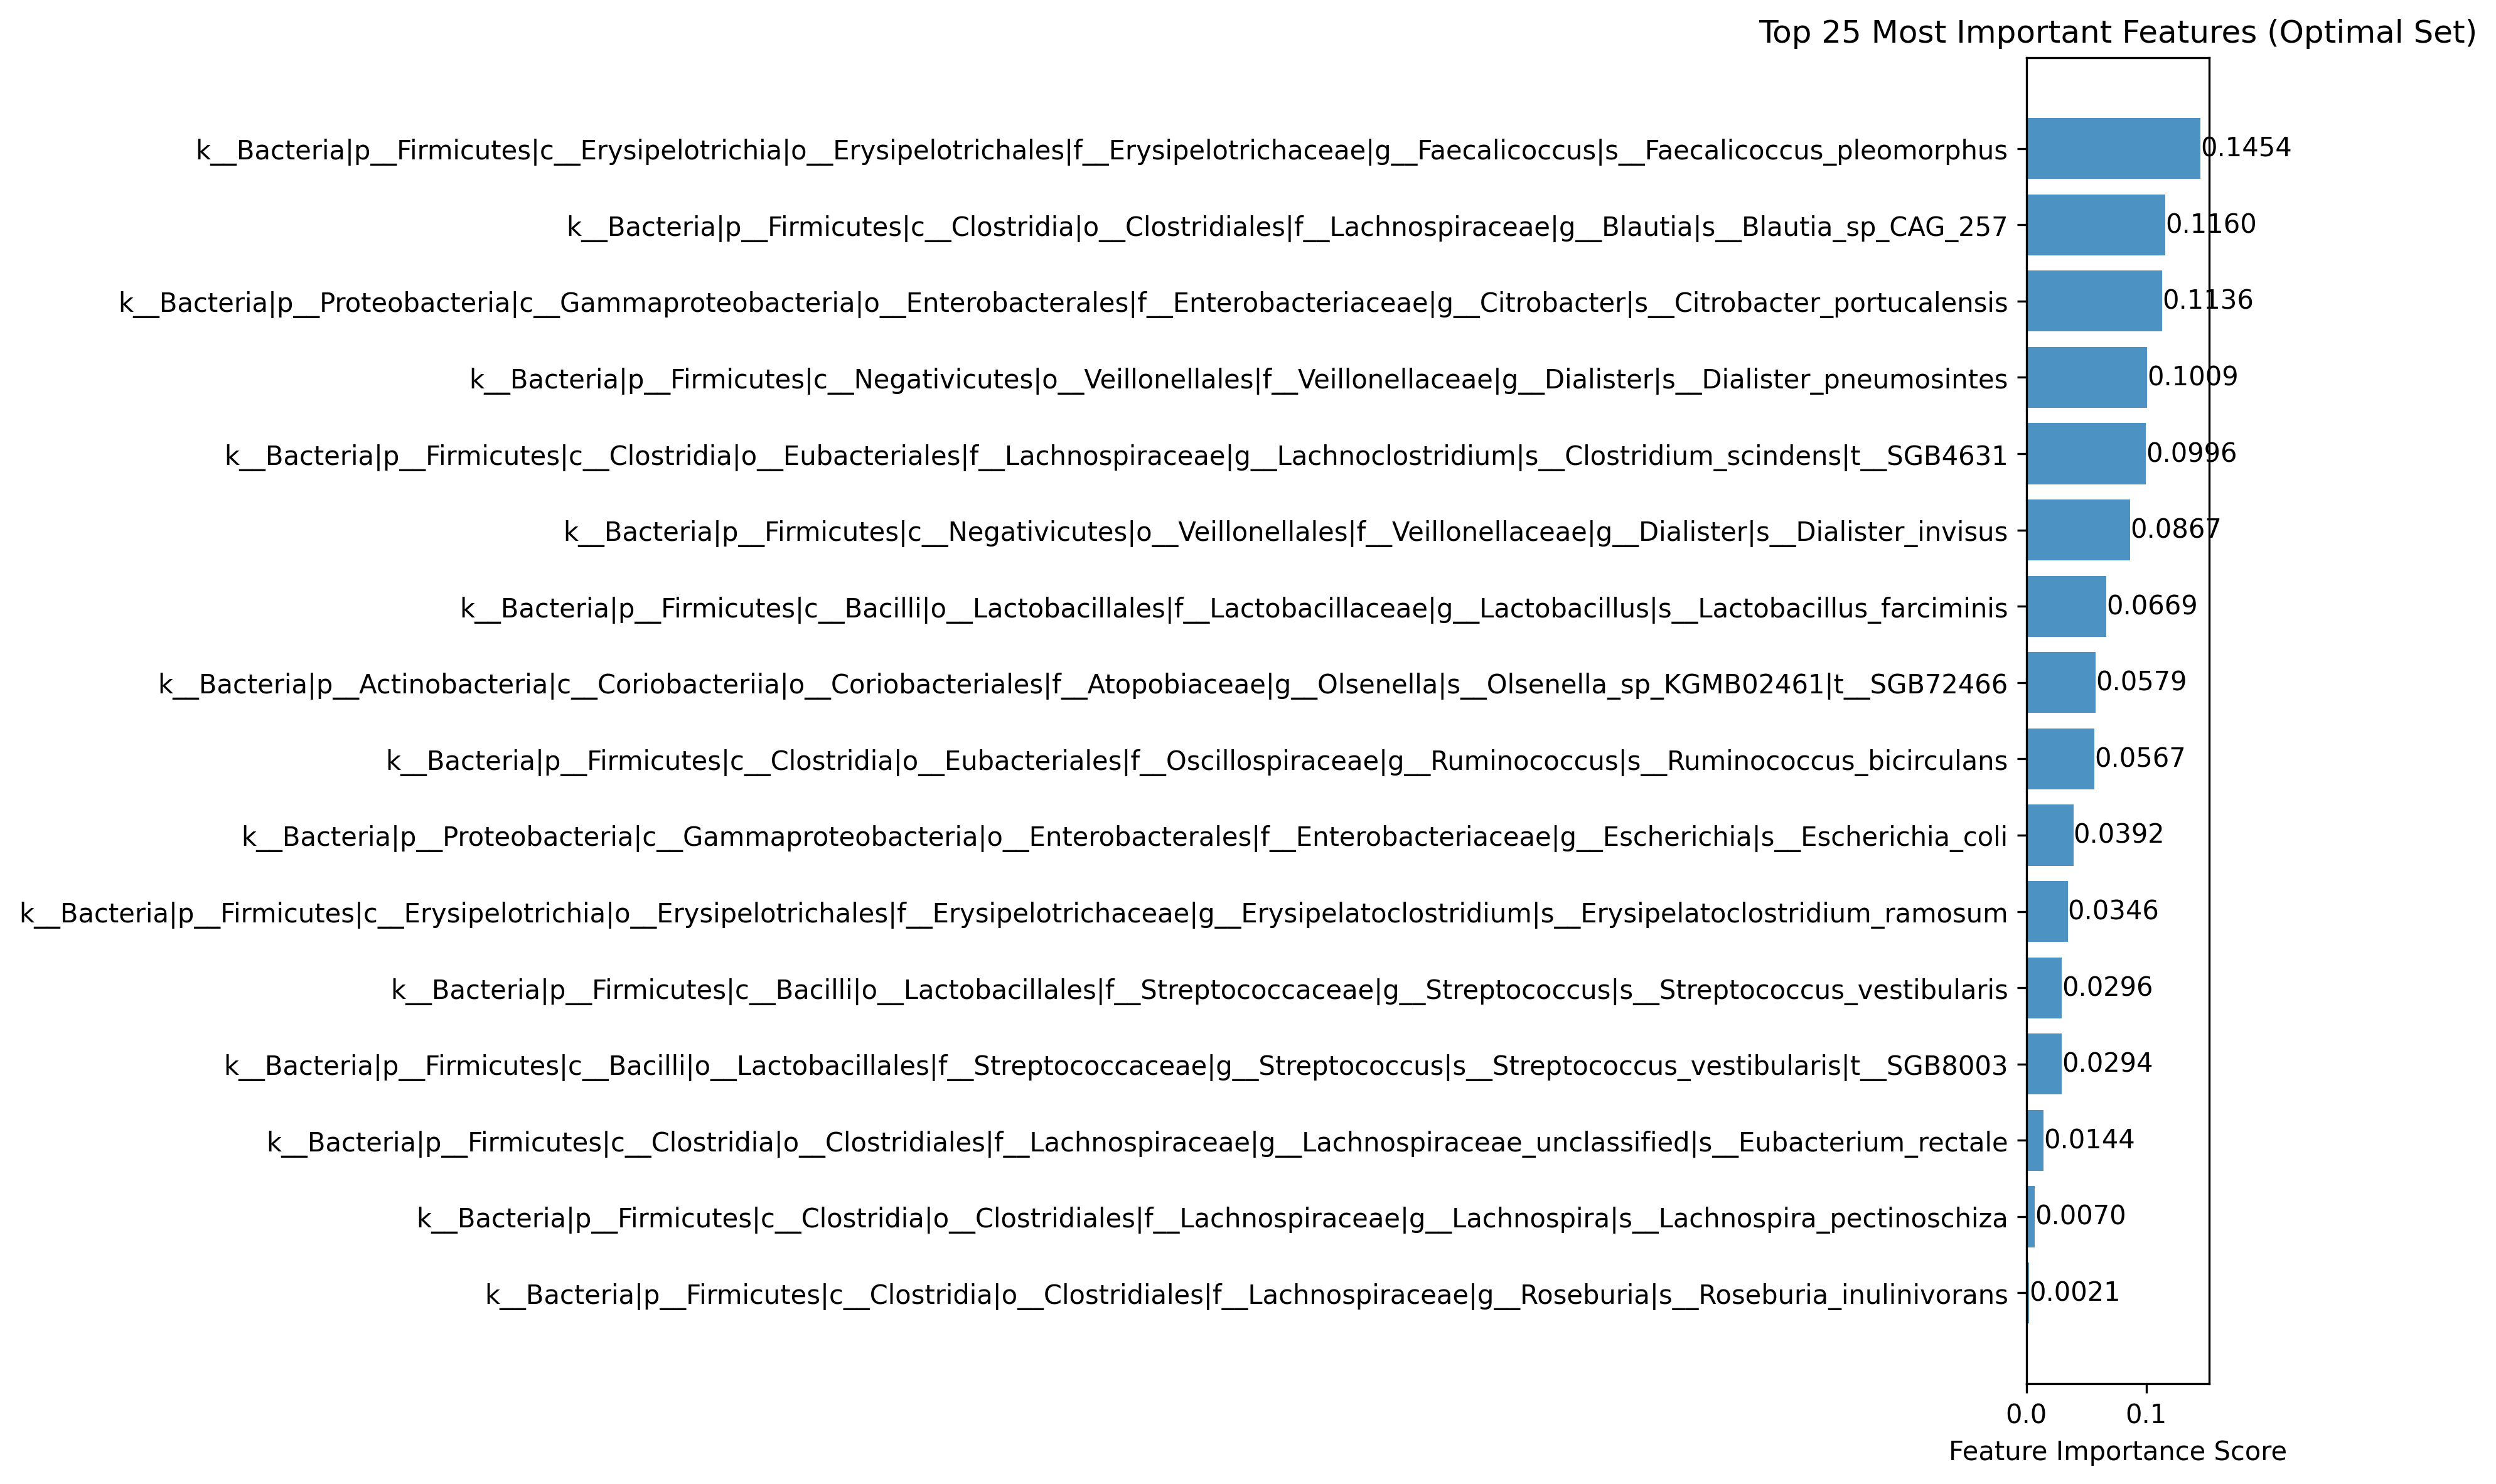 Top 25 Most Important Features (Optimal Set)
k__Bacteria|p__Firmicutes|c__Erysipelotrichia|o__Erysipelotrichales|f__Erysipelotrichaceae|g__Faecalicoccus|s__Faecalicoccus_pleomorphus 0.1454
k__Bacteria|p__Firmicutes|c__Clostridia|o__Clostridiales|f__Lachnospiraceae|g__Blautia|s__Blautia_sp_CAG_257 0.1160
k__Bacteria|p__Proteobacteria|c__Gammaproteobacteria|o__Enterobacterales|f__Enterobacteriaceae|g__Citrobacter|s__Citrobacter_portucalensis 0.1136
k__Bacteria|p__Firmicutes|c__Negativicutes|o__Veillonellales|f__Veillonellaceae|g__Dialister|s__Dialister_pneumosintes 0.1009
k__Bacteria|p__Firmicutes|c__Clostridia|o__Eubacteriales|f__Lachnospiraceae|g__Lachnoclostridium|s__Clostridium_scindens|t__SGB4631 0.0996
k__Bacteria|p__Firmicutes|c__Negativicutes|o__Veillonellales|f__Veillonellaceae|g__Dialister|s__Dialister_invisus 0.0867
k__Bacteria|p__Firmicutes|c__Bacilli|o__Lactobacillales|f__Lactobacillaceae|g__Lactobacillus|s__Lactobacillus_farciminis 0.0669
k__Bacteria|p__Actinobacteria|c__Coriobacteriia|o__Coriobacteriales|f__Atopobiaceae|g__Olsenella|s__Olsenella_sp_KGMB02461|t__SGB72466 0.0579
k__Bacteria|p__Firmicutes|c__Clostridia|o__Eubacteriales|f__Oscillospiraceae|g__Ruminococcus|s__Ruminococcus_bicirculans 0.0567
k__Bacteria|p__Proteobacteria|c__Gammaproteobacteria|o__Enterobacterales|f__Enterobacteriaceae|g__Escherichia|s__Escherichia_coli 0.0392
k__Bacteria|p__Firmicutes|c__Erysipelotrichia|o__Erysipelotrichales|f__Erysipelotrichaceae|g__Erysipelatoclostridium|s__Erysipelatoclostridium_ramosum 0.0346
k__Bacteria|p__Firmicutes|c__Bacilli|o__Lactobacillales|f__Streptococcaceae|g__Streptococcus|s__Streptococcus_vestibularis 0.0296
k__Bacteria|p__Firmicutes|c__Bacilli|o__Lactobacillales|f__Streptococcaceae|g__Streptococcus|s__Streptococcus_vestibularis|t__SGB8003 0.0294
k__Bacteria|p__Firmicutes|c__Clostridia|o__Clostridiales|f__Lachnospiraceae|g__Lachnospiraceae_unclassified|s__Eubacterium_rectale 0.0144
k__Bacteria|p__Firmicutes|c__Clostridia|o__Clostridiales|f__Lachnospiraceae|g__Lachnospira|s__Lachnospira_pectinoschiza 0.0070
k__Bacteria|p__Firmicutes|c__Clostridia|o__Clostridiales|f__Lachnospiraceae|g__Roseburia|s__Roseburia_inulinivorans 0.0021
0.0 0.1
Feature Importance Score